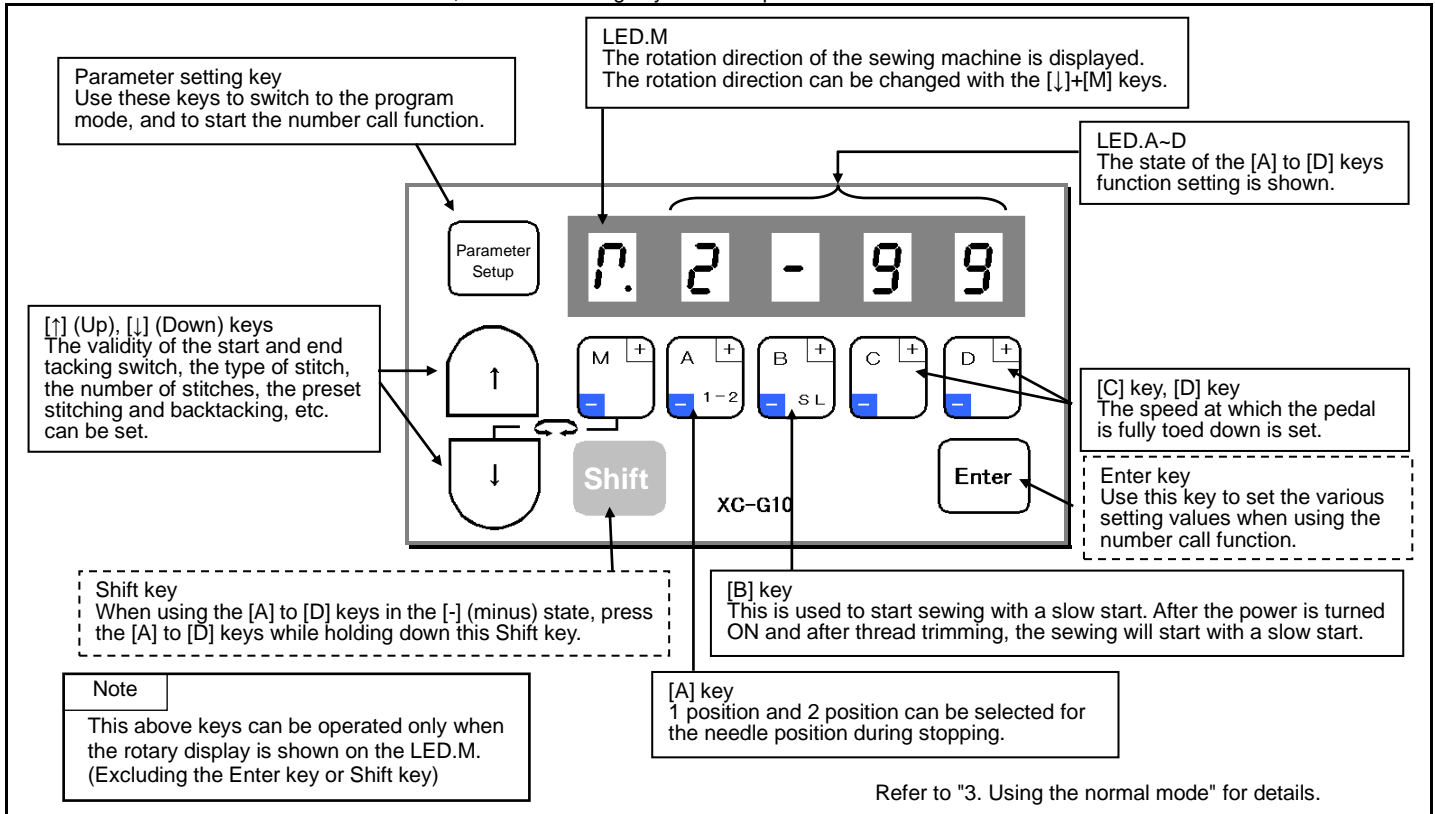 LED.M
The rotation direction of the sewing machine is displayed.
The rotation direction can be changed with the [↓]+[M] keys.
Parameter setting key
Use these keys to switch to the program
mode, and to start the number call function.
LED.A~D
The state of the [A] to [D] keys
function setting is shown.
Parameter
Setup
2 - 9 9
[↑] (Up), [↓] (Down) keys
The validity of the start and end
tacking switch, the type of stitch,
the number of stitches, the preset
stitching and backtacking, etc.
can be set.
↑
M + -
A + - 1-2
B + - SL
C + -
D + -
[C] key, [D] key
The speed at which the pedal
is fully toed down is set.
↓
Shift
XC-G10
Enter
Enter key
Use this key to set the various
setting values when using the
number call function.
Shift key
When using the [A] to [D] keys in the [-] (minus) state, press
the [A] to [D] keys while holding down this Shift key.
[B] key
This is used to start sewing with a slow start. After the power is turned
ON and after thread trimming, the sewing will start with a slow start.
[A] key
1 position and 2 position can be selected for
the needle position during stopping.
Note
This above keys can be operated only when
the rotary display is shown on the LED.M.
(Excluding the Enter key or Shift key)
Refer to "3. Using the normal mode" for details.